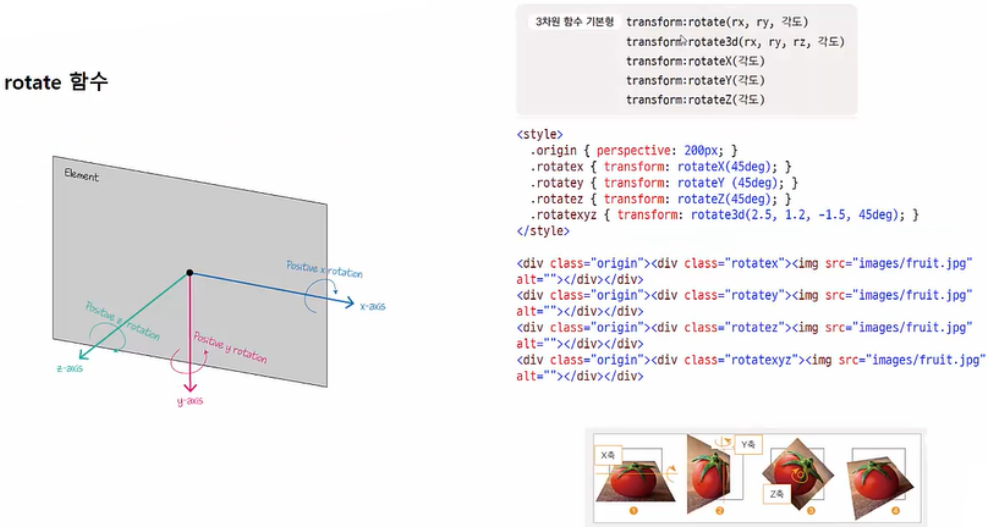 rotate 함수
Element
Positive x rotation
x-axis
Positive z rotation
z-axis
Positive y rotation
y-axis
3차원 함수 기본형
transform:rotate(rx, ry, 각도)
transform:rotate3d(rx, ry, rz, 각도)
transform:rotateX(각도)
transform:rotateY(각도)
transform:rotateZ(각도)
<style>
.origin { perspective: 200px; }
.rotatex { transform: rotateX(45deg); }
.rotatey { transform: rotateY (45deg); }
.rotatez { transform: rotateZ(45deg); }
.rotatexyz { transform: rotate3d(2.5, 1.2, -1.5, 45deg); }
</style>
<div class="origin"><div class="rotatex"><img src="images/fruit.jpg"
alt=""></div></div>
<div class="origin"><div class="rotatey"><img src="images/fruit.jpg"
alt=""></div></div>
<div class="origin"><div class="rotatez"><img src="images/fruit.jpg"
alt=""></div></div>
<div class="origin"><div class="rotatexyz"><img src="images/fruit.jpg"
alt=""></div></div>
X축
Y축
Z축
1
2
3
4